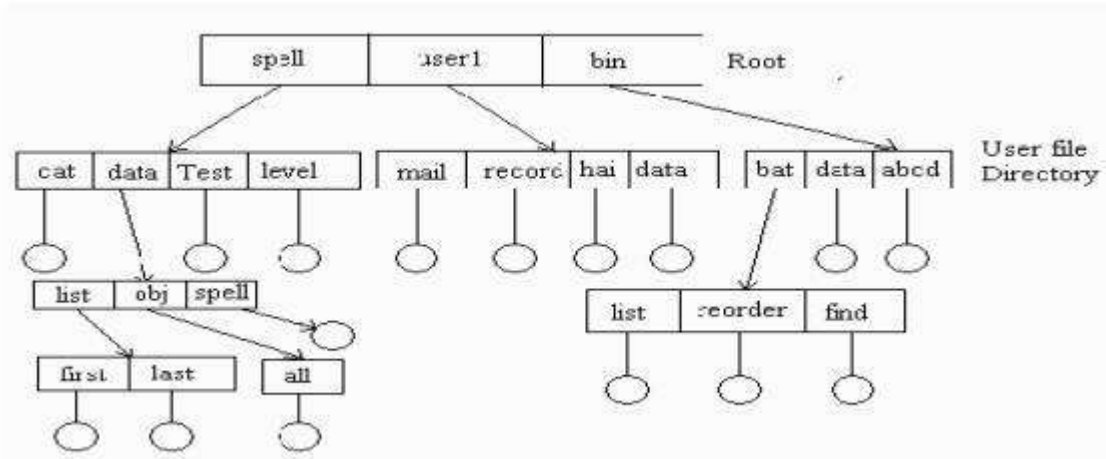 spell user1 bin Root
User file
cat data Test level mail record hai data bat data abcd Directory
list obj spell
list reorder find
first last all